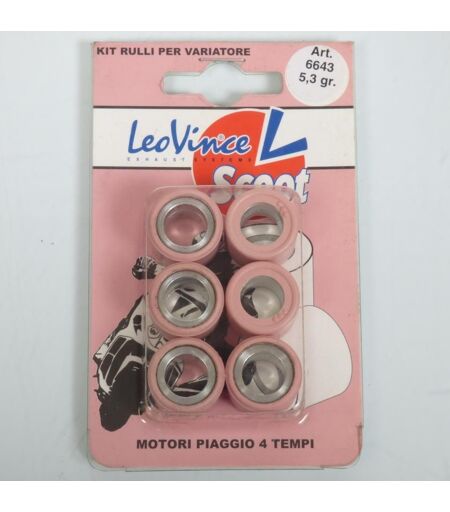 KIT RULLI PER VARIATORE
Art.
6643
5,3 gr.
LeoVince
EXHAUST SYSTEMS
L
Scoot
MOTORI PIAGGIO 4 TEMPI